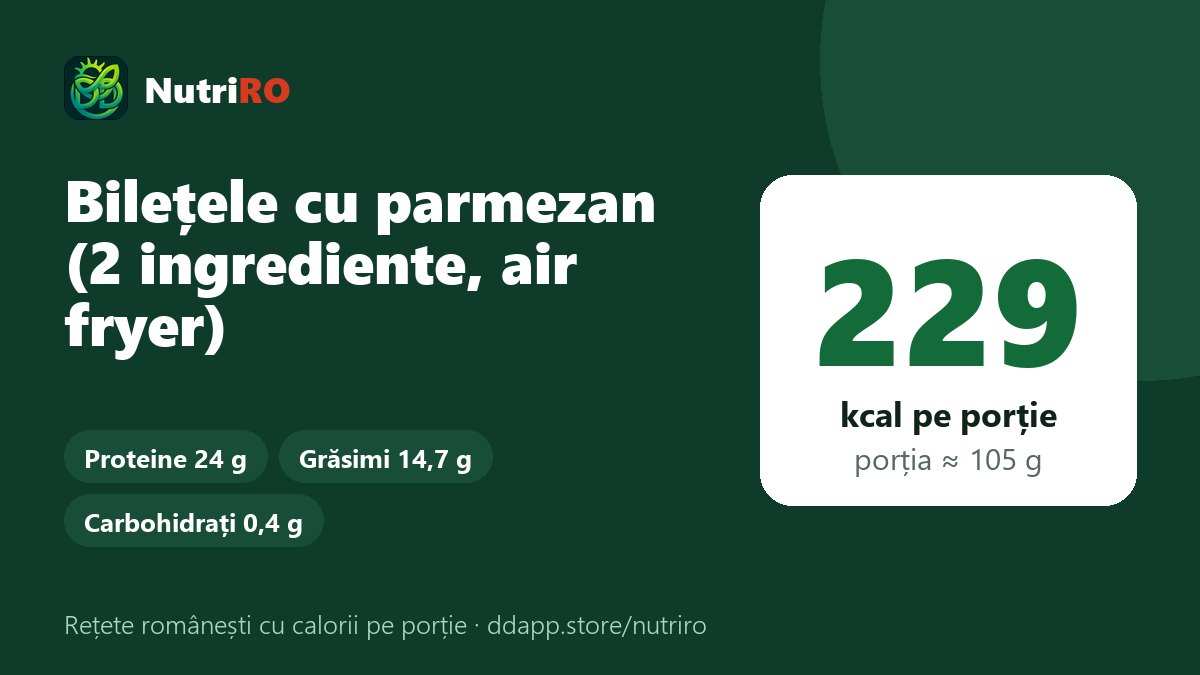 NutriRO
Bilețele cu parmezan
(2 ingrediente, air
fryer)
Proteine 24 g
Grăsimi 14,7 g
Carbohidrați 0,4 g
229
kcal pe porție
porția ≈ 105 g
Rețete românești cu calorii pe porție · ddapp.store/nutriro